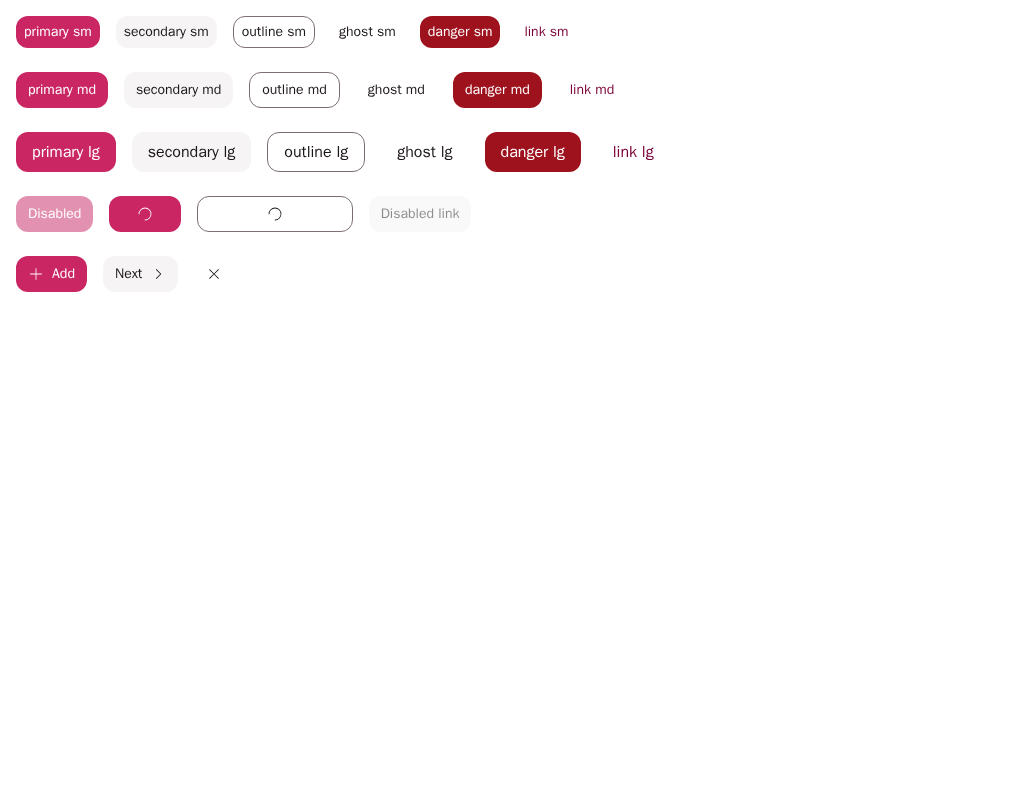 primary sm secondary sm outline sm ghost sm danger sm link sm
primary md secondary md outline md ghost md danger md link md
primary lg secondary lg outline lg ghost lg danger lg link lg
Disabled Disabled link
Add Next